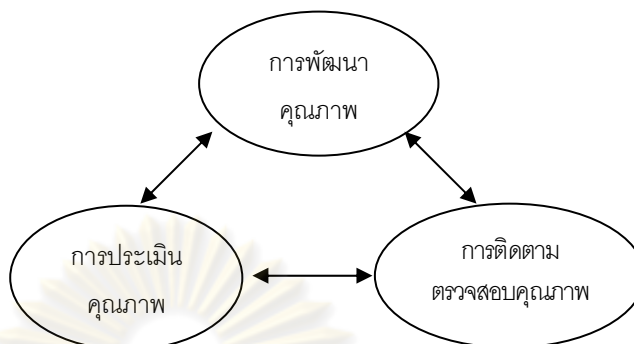 การพัฒนา
คุณภาพ
การประเมิน
คุณภาพ
การติดตาม
ตรวจสอบคุณภาพ